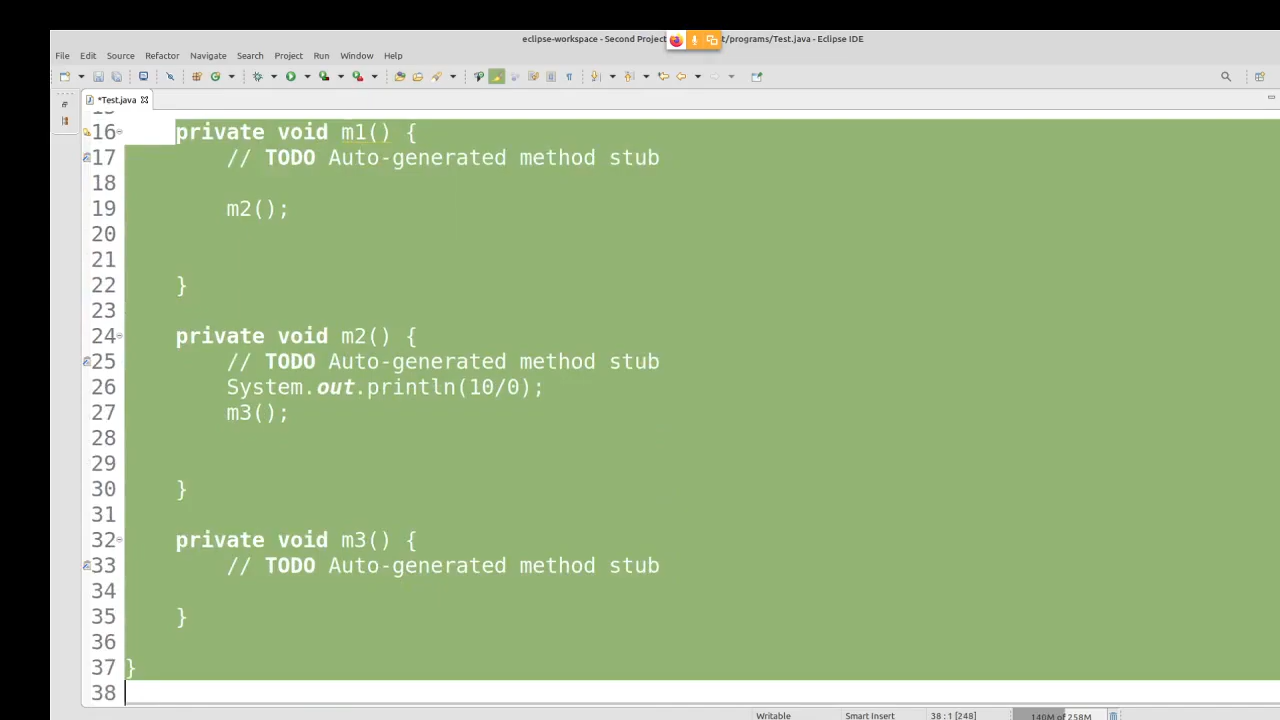 eclipse-workspace - Second Project t/programs/Test.java - Eclipse IDE
File Edit Source Refactor Navigate Search Project Run Window Help
*Test.java
16 private void m1() {
17 // TODO Auto-generated method stub
18
19 m2();
20
21
22 }
23
24 private void m2() {
25 // TODO Auto-generated method stub
26 System.out.println(10/0);
27 m3();
28
29
30 }
31
32 private void m3() {
33 // TODO Auto-generated method stub
34
35 }
36
37 }
38
Writable Smart Insert 38 : 1 [248] 140M of 258M